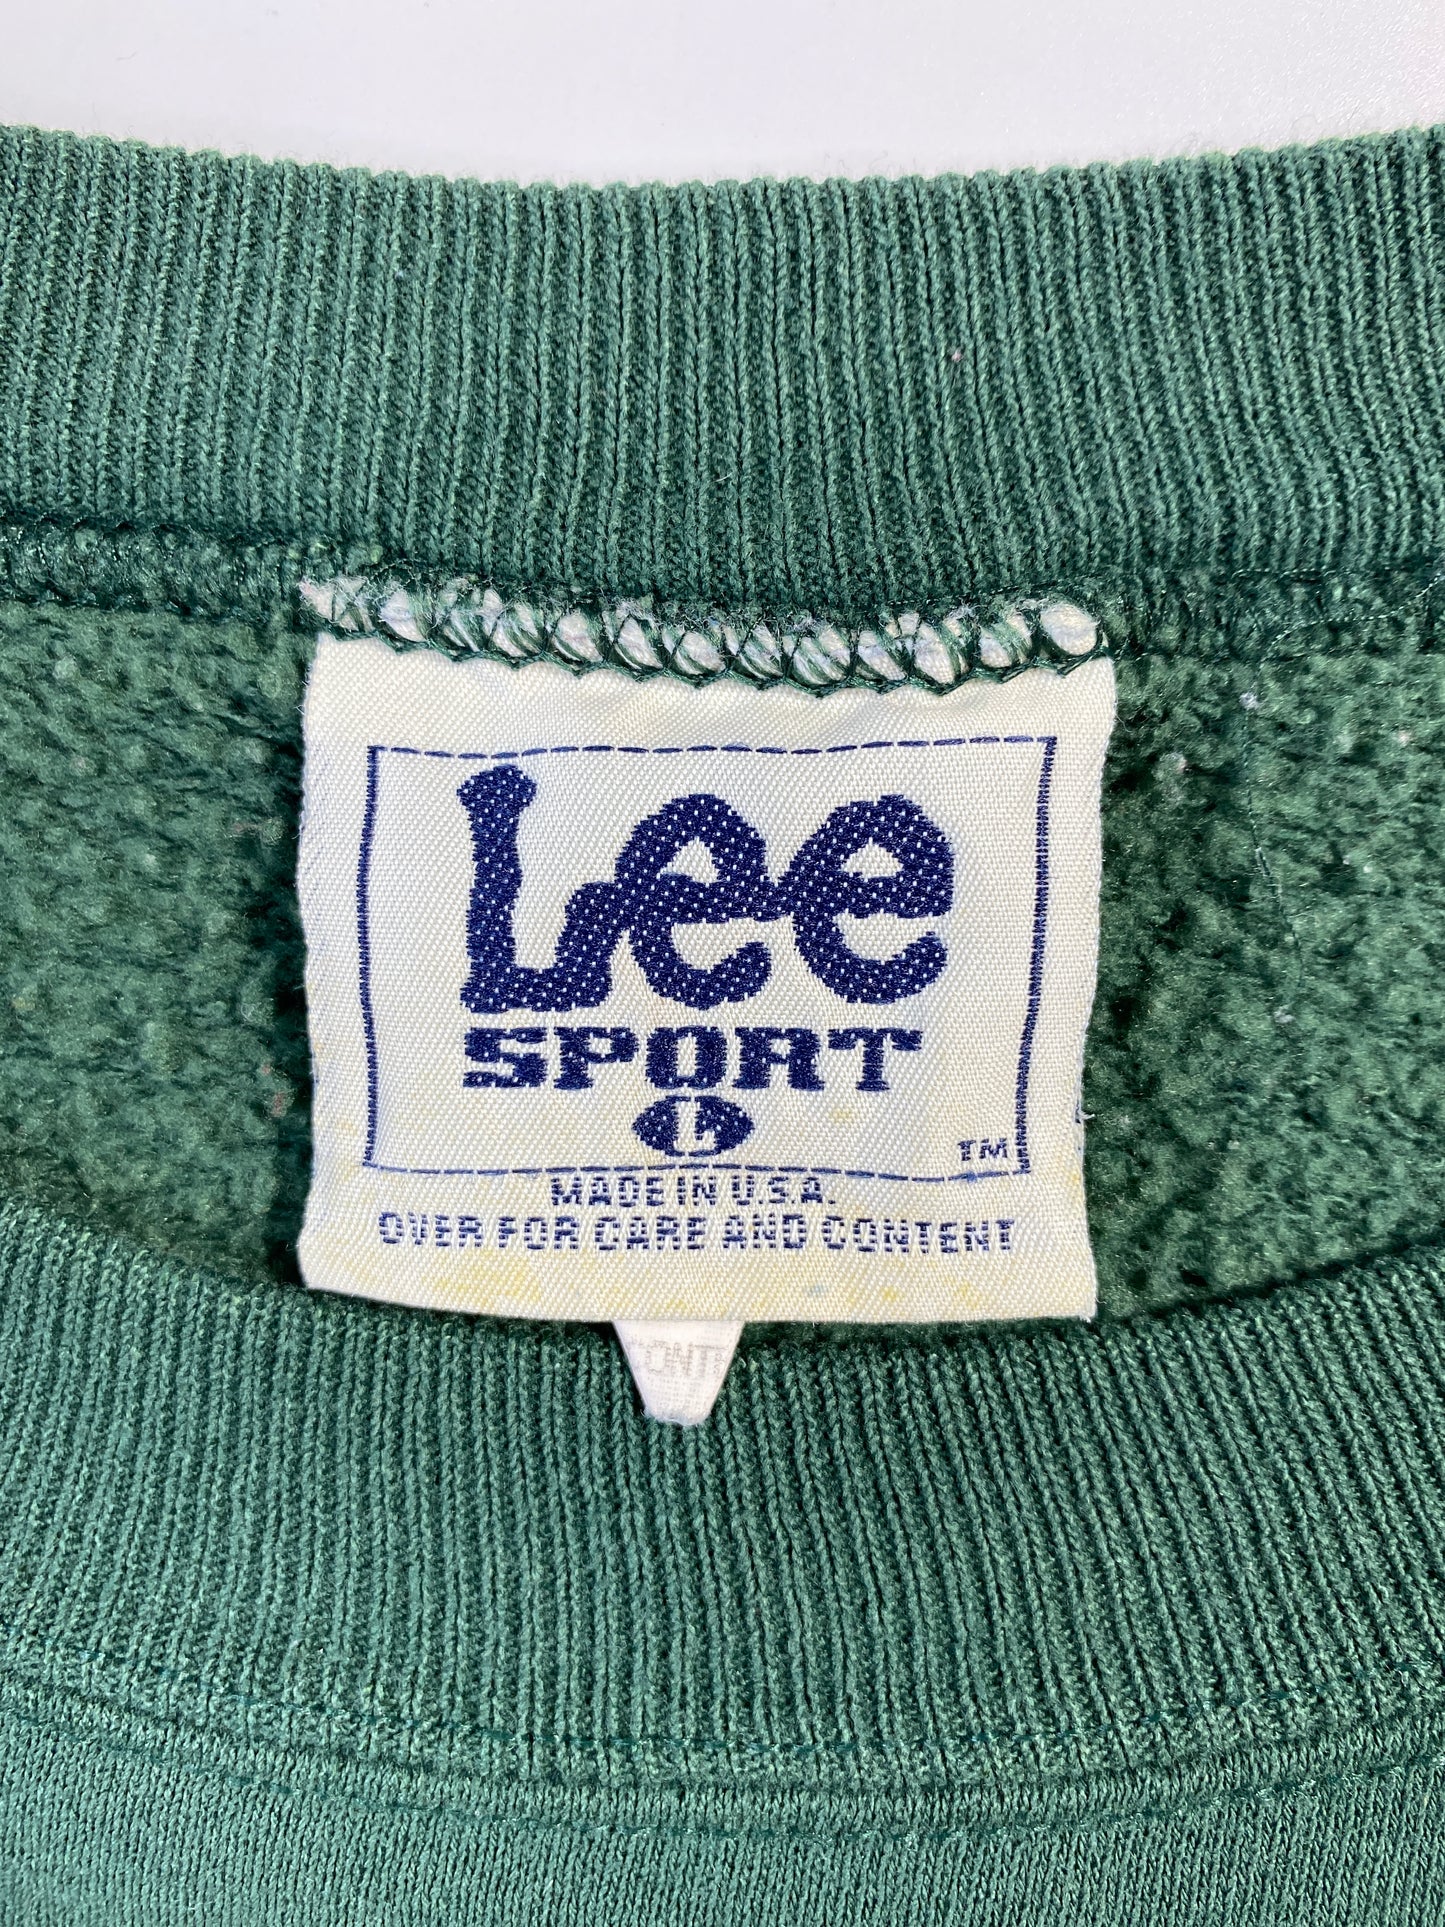 Lee
SPORT
L
TM
MADE IN U.S.A.
OVER FOR CARE AND CONTENT